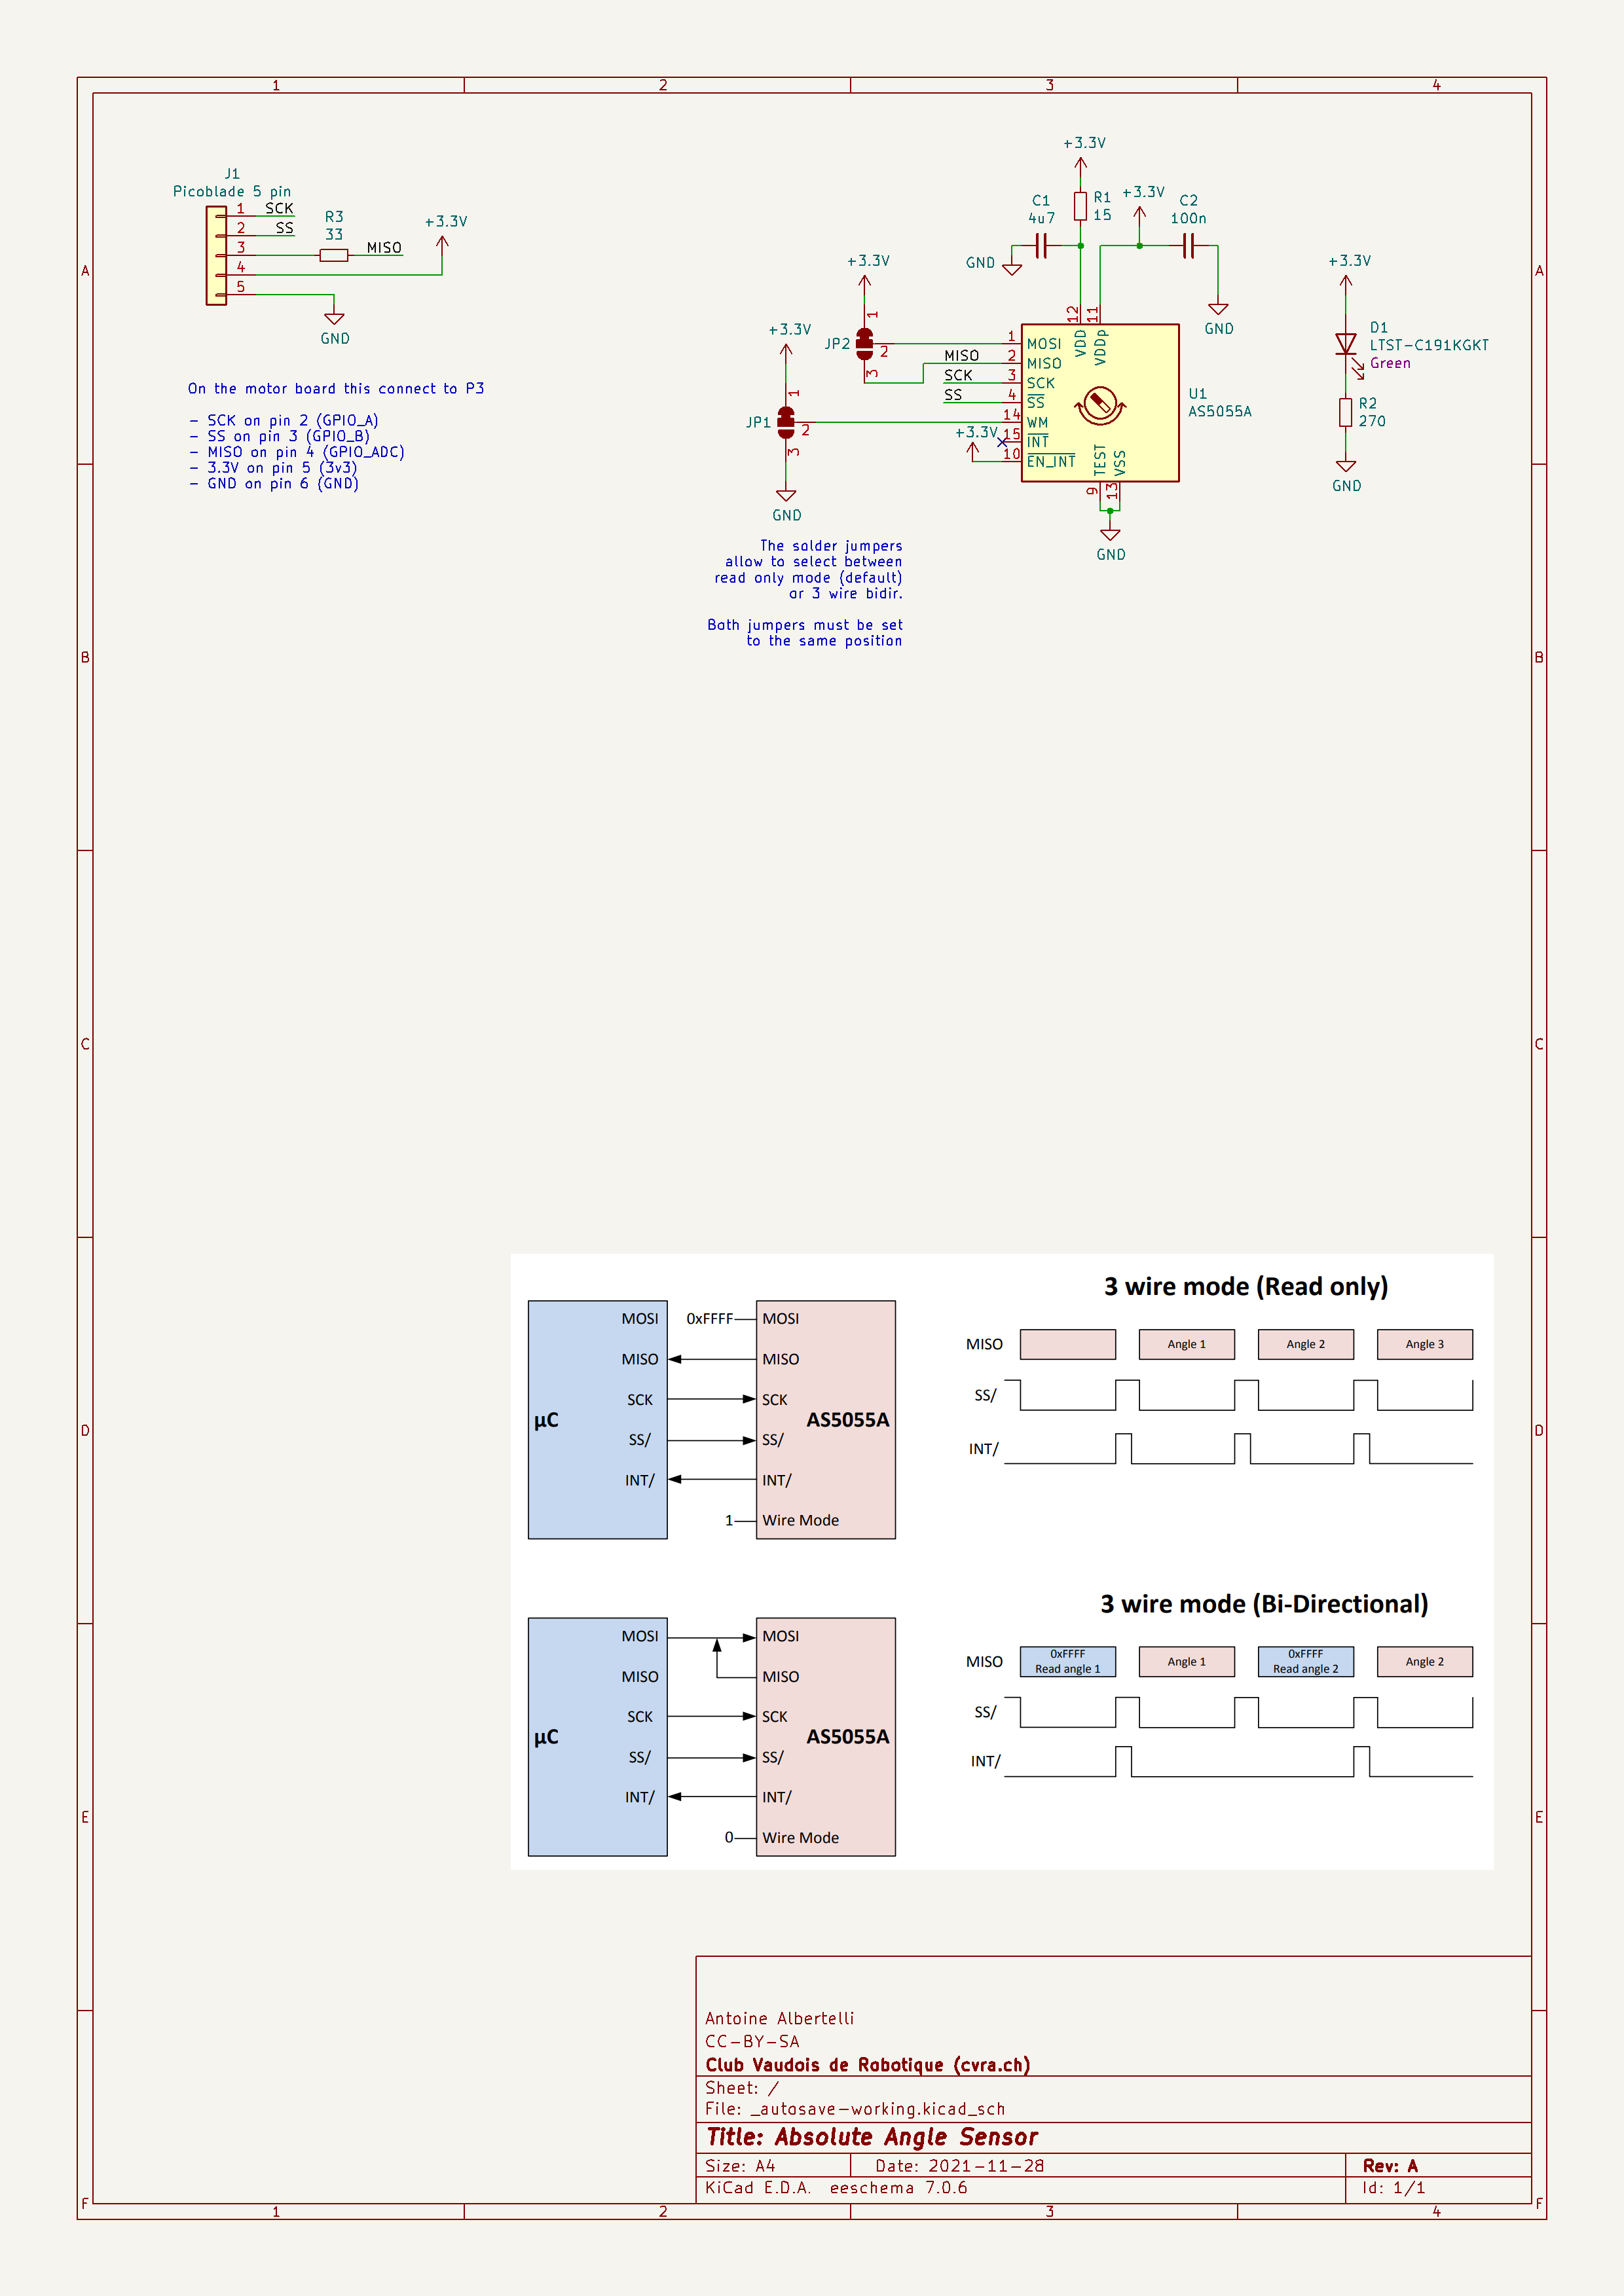 1 2 3 4
A
B
C
D
E
F
A
B
C
D
E
F
J1
Picoblade 5 pin
1 SCK
2 SS
3
4
5
R3
33
MISO
+3.3V
GND
On the motor board this connect to P3
- SCK on pin 2 (GPIO_A)
- SS on pin 3 (GPIO_B)
- MISO on pin 4 (GPIO_ADC)
- 3.3V on pin 5 (3v3)
- GND on pin 6 (GND)
+3.3V
R1
15
+3.3V
C1
4u7
C2
100n
GND
GND
+3.3V
JP2
1
2
3
+3.3V
JP1
1
2
3
GND
MISO
SCK
SS
+3.3V
12 11
VDD VDDp
1 MOSI
2 MISO
3 SCK
4 SS
14 WM
15 INT
10 EN_INT
TEST VSS
9 13
GND
U1
AS5055A
+3.3V
D1
LTST-C191KGKT
Green
R2
270
GND
The solder jumpers
allow to select between
read only mode (default)
or 3 wire bidir.
Both jumpers must be set
to the same position
3 wire mode (Read only)
µC
MOSI
MISO
SCK
SS/
INT/
0xFFFF
1
MOSI
MISO
SCK
SS/
INT/
Wire Mode
AS5055A
MISO Angle 1 Angle 2 Angle 3
SS/
INT/
3 wire mode (Bi-Directional)
µC
MOSI
MISO
SCK
SS/
INT/
0
MOSI
MISO
SCK
SS/
INT/
Wire Mode
AS5055A
MISO
0xFFFF
Read angle 1
Angle 1
0xFFFF
Read angle 2
Angle 2
SS/
INT/
Antoine Albertelli
CC-BY-SA
Club Vaudois de Robotique (cvra.ch)
Sheet: /
File: _autosave-working.kicad_sch
Title: Absolute Angle Sensor
Size: A4 Date: 2021-11-28 Rev: A
KiCad E.D.A. eeschema 7.0.6 Id: 1/1
1 2 3 4